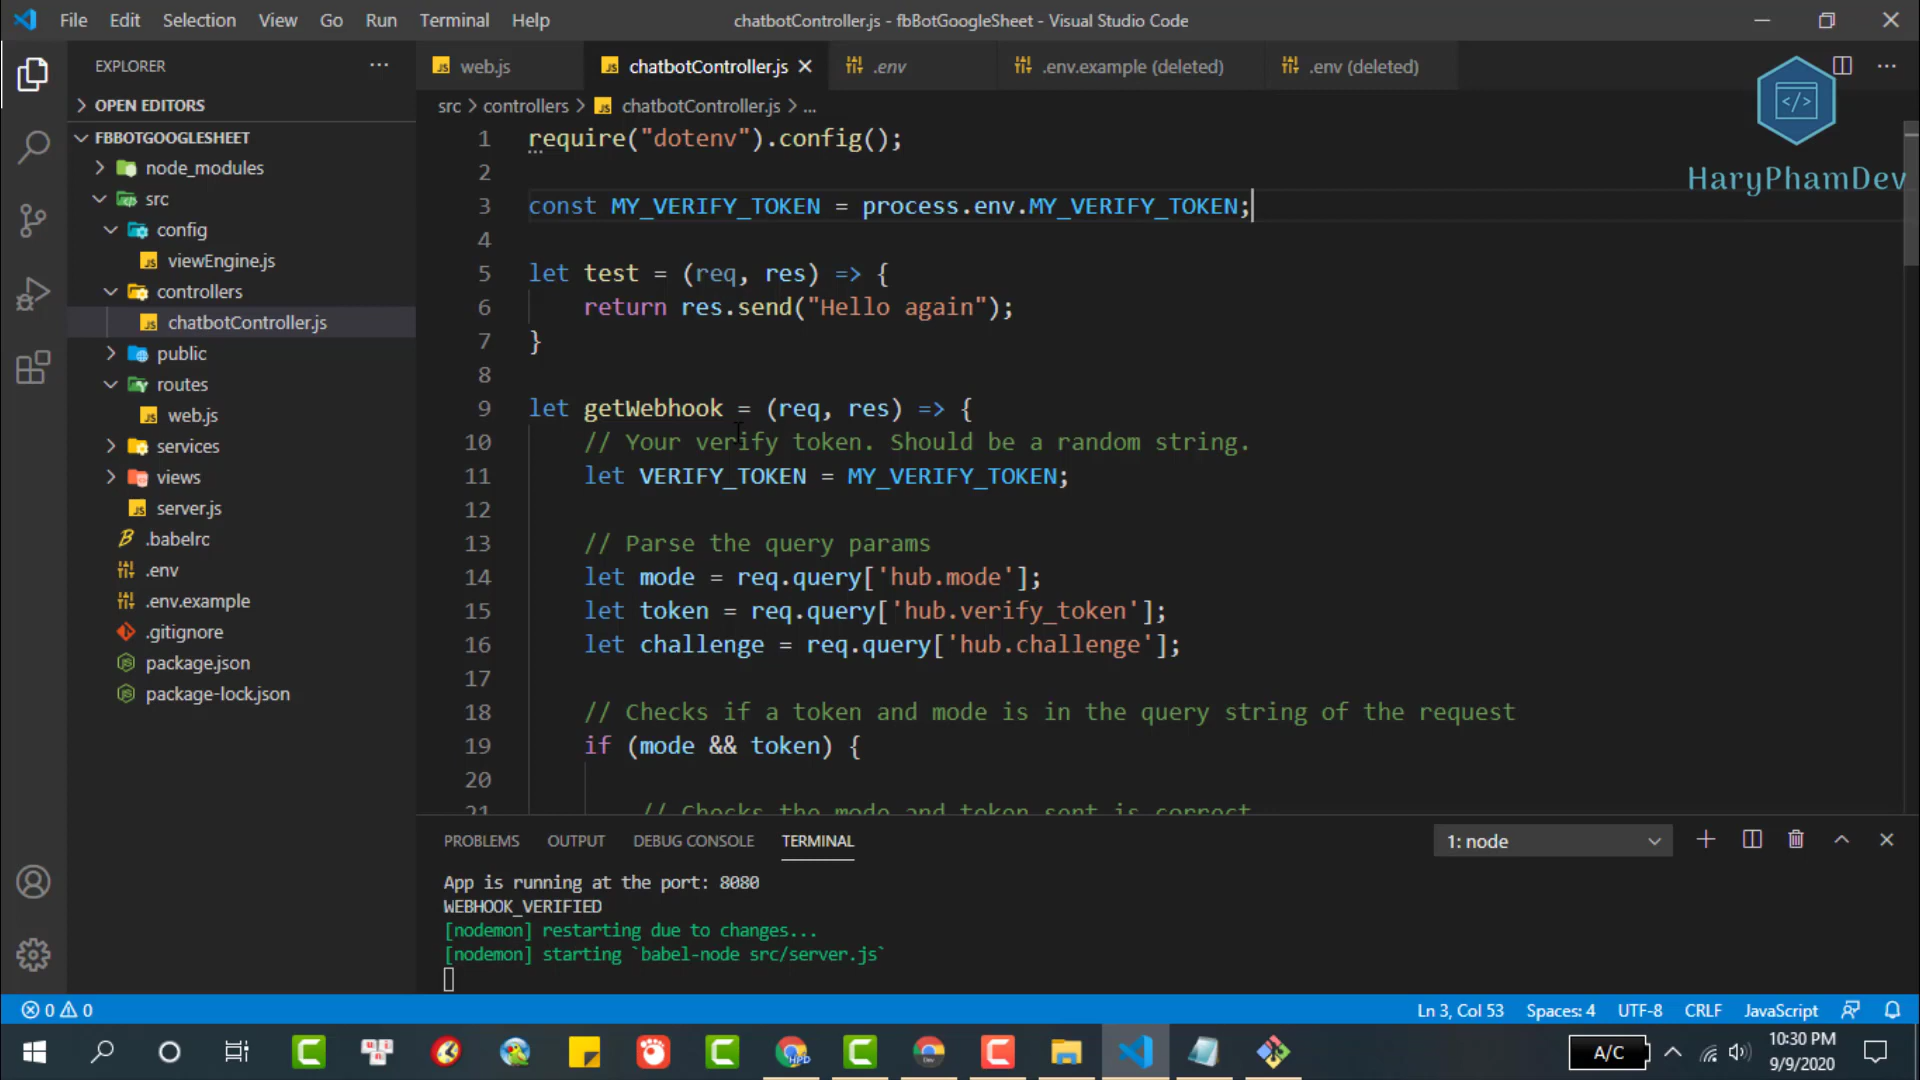 File Edit Selection View Go Run Terminal Help
chatbotController.js - fbBotGoogleSheet - Visual Studio Code
EXPLORER
OPEN EDITORS
FBBOTGOOGLESHEET
node_modules
src
config
viewEngine.js
controllers
chatbotController.js
public
routes
web.js
services
views
server.js
.babelrc
.env
.env.example
.gitignore
package.json
package-lock.json
web.js chatbotController.js .env .env.example (deleted) .env (deleted)
src > controllers > chatbotController.js > ...
</>
HaryPhamDev
1 require("dotenv").config();
2
3 const MY_VERIFY_TOKEN = process.env.MY_VERIFY_TOKEN;
4
5 let test = (req, res) => {
6 return res.send("Hello again");
7 }
8
9 let getWebhook = (req, res) => {
10 // Your verify token. Should be a random string.
11 let VERIFY_TOKEN = MY_VERIFY_TOKEN;
12
13 // Parse the query params
14 let mode = req.query['hub.mode'];
15 let token = req.query['hub.verify_token'];
16 let challenge = req.query['hub.challenge'];
17
18 // Checks if a token and mode is in the query string of the request
19 if (mode && token) {
20
21 // Checks the mode and token sent is correct
PROBLEMS OUTPUT DEBUG CONSOLE TERMINAL
1: node
App is running at the port: 8080
WEBHOOK_VERIFIED
[nodemon] restarting due to changes...
[nodemon] starting `babel-node src/server.js`
0 0
Ln 3, Col 53 Spaces: 4 UTF-8 CRLF JavaScript
A/C
10:30 PM
9/9/2020